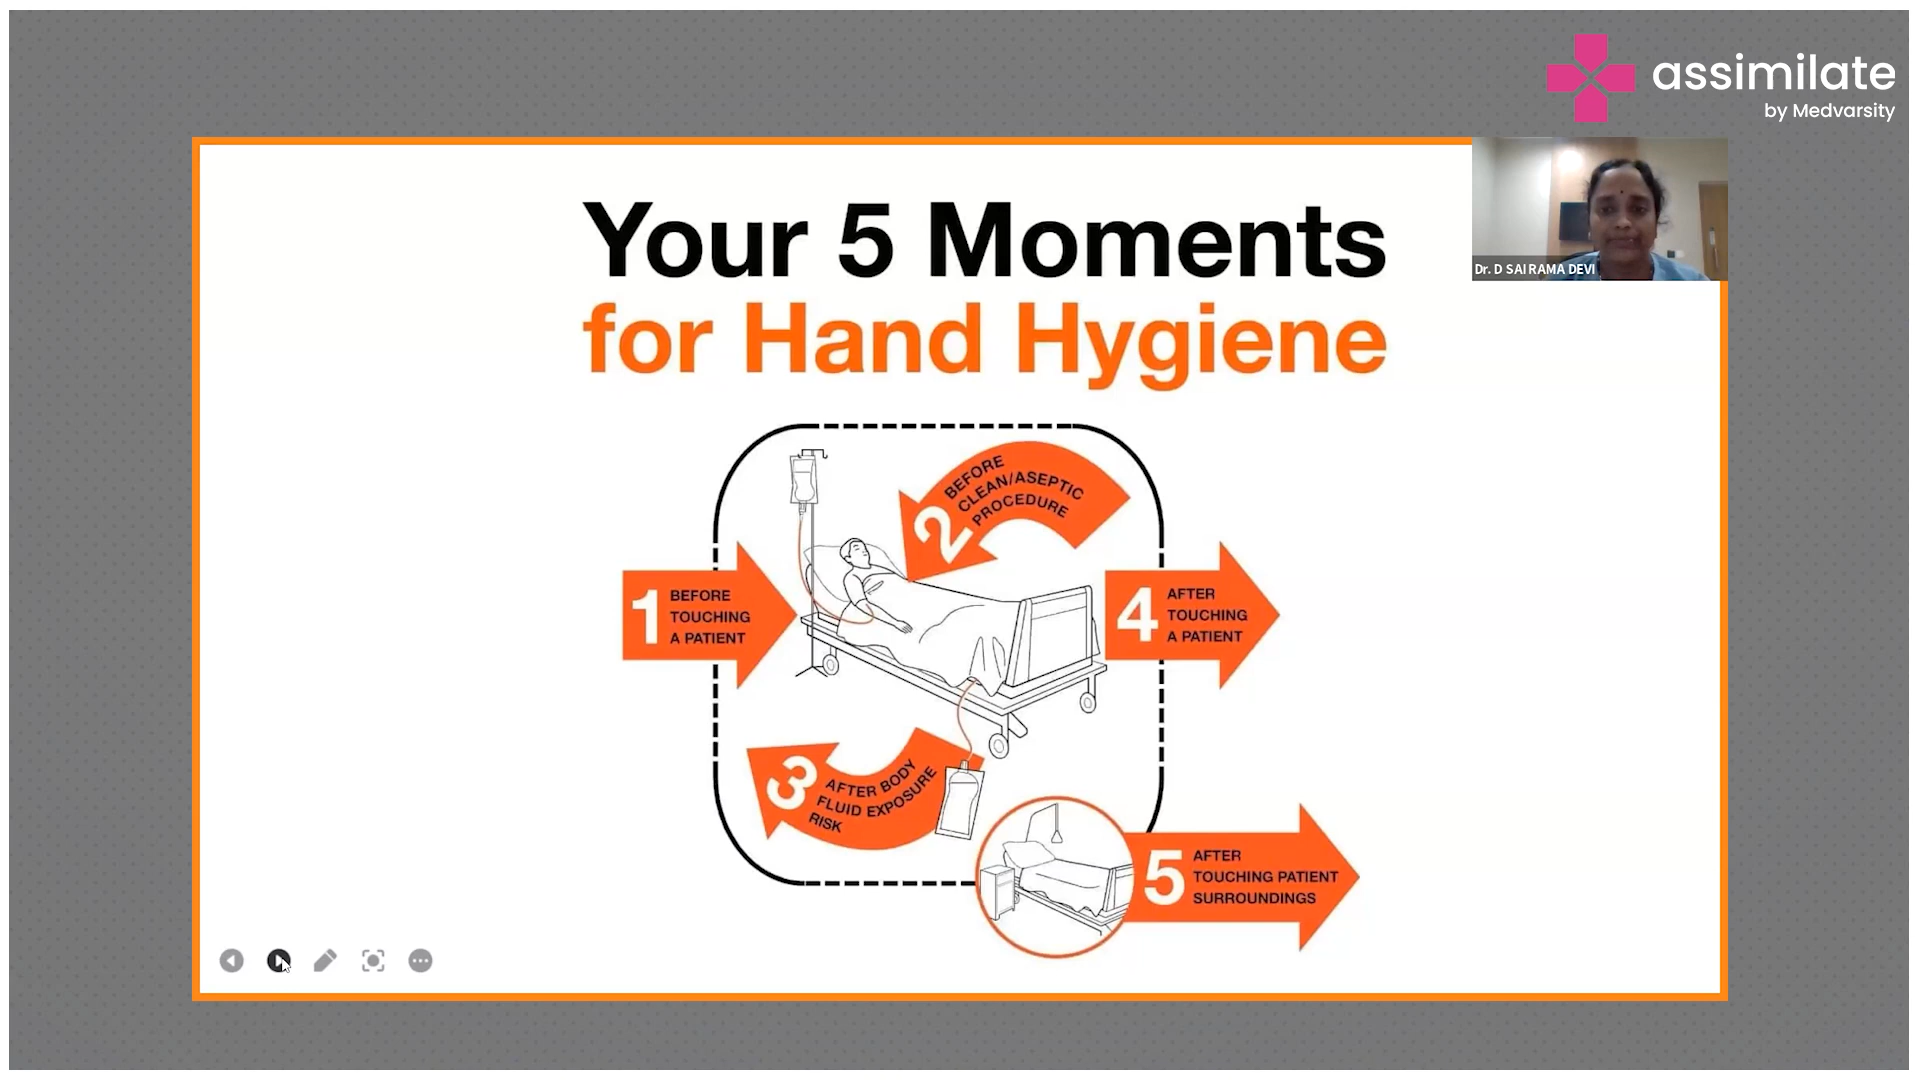 assimilate
by Medvarsity
Your 5 Moments
for Hand Hygiene
Dr. D SAI RAMA DEVI
1 BEFORE
TOUCHING
A PATIENT
2 BEFORE
CLEAN/ASEPTIC
PROCEDURE
3 AFTER BODY
FLUID EXPOSURE
RISK
4 AFTER
TOUCHING
A PATIENT
5 AFTER
TOUCHING PATIENT
SURROUNDINGS